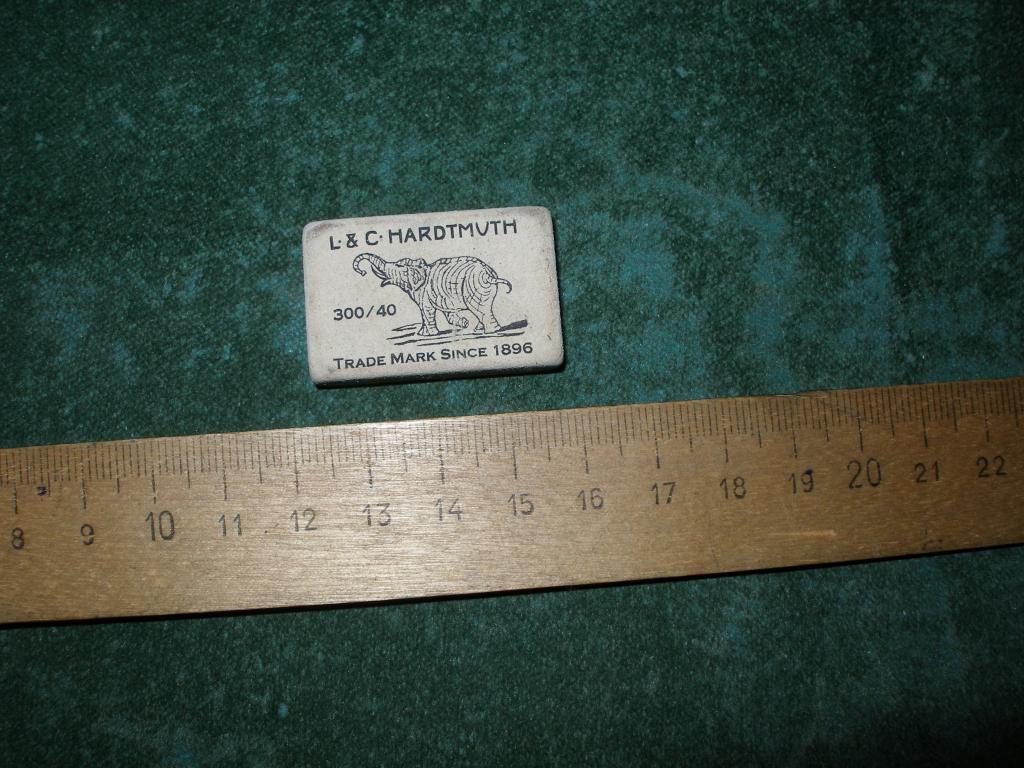 L·& C· HARDTMUTH
300/40
TRADE MARK SINCE 1896
8 9 10 11 12 13 14 15 16 17 18 19 20 21 22